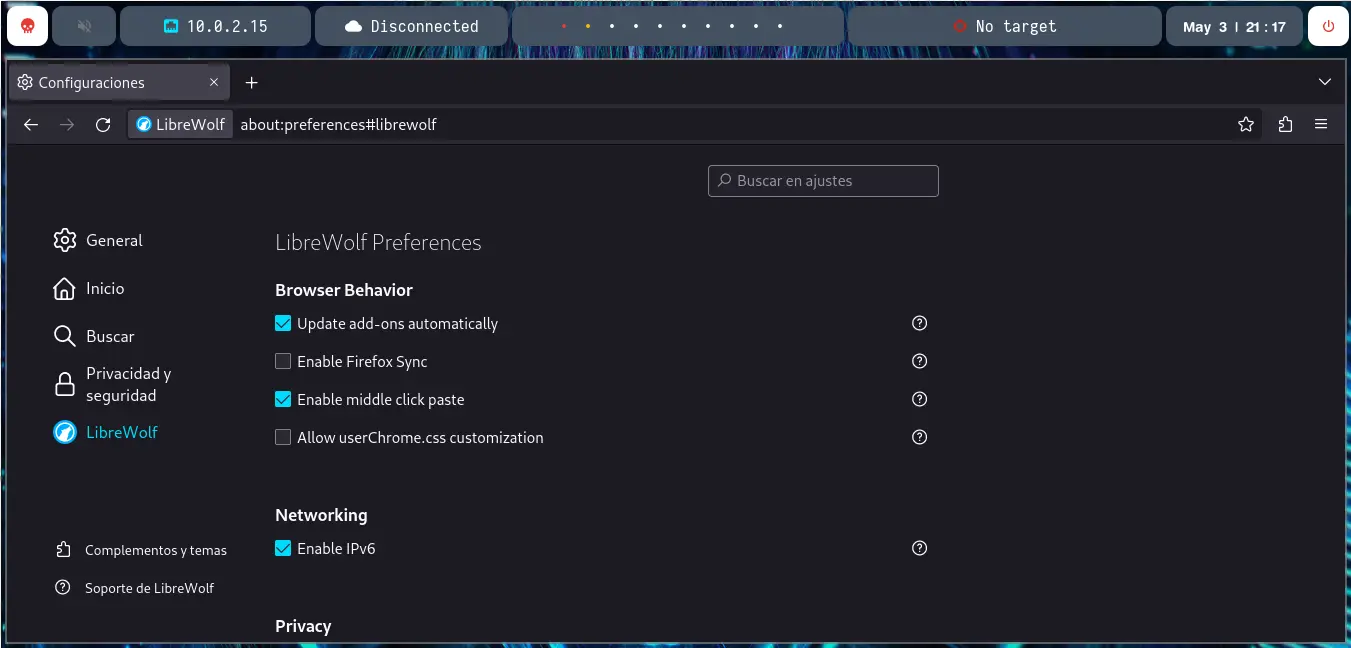 10.0.2.15
Disconnected
No target
May 3 | 21:17
Configuraciones
LibreWolf
about:preferences#librewolf
Buscar en ajustes
General
Inicio
Buscar
Privacidad y
seguridad
LibreWolf
Complementos y temas
Soporte de LibreWolf
LibreWolf Preferences
Browser Behavior
Update add-ons automatically
Enable Firefox Sync
Enable middle click paste
Allow userChrome.css customization
Networking
Enable IPv6
Privacy